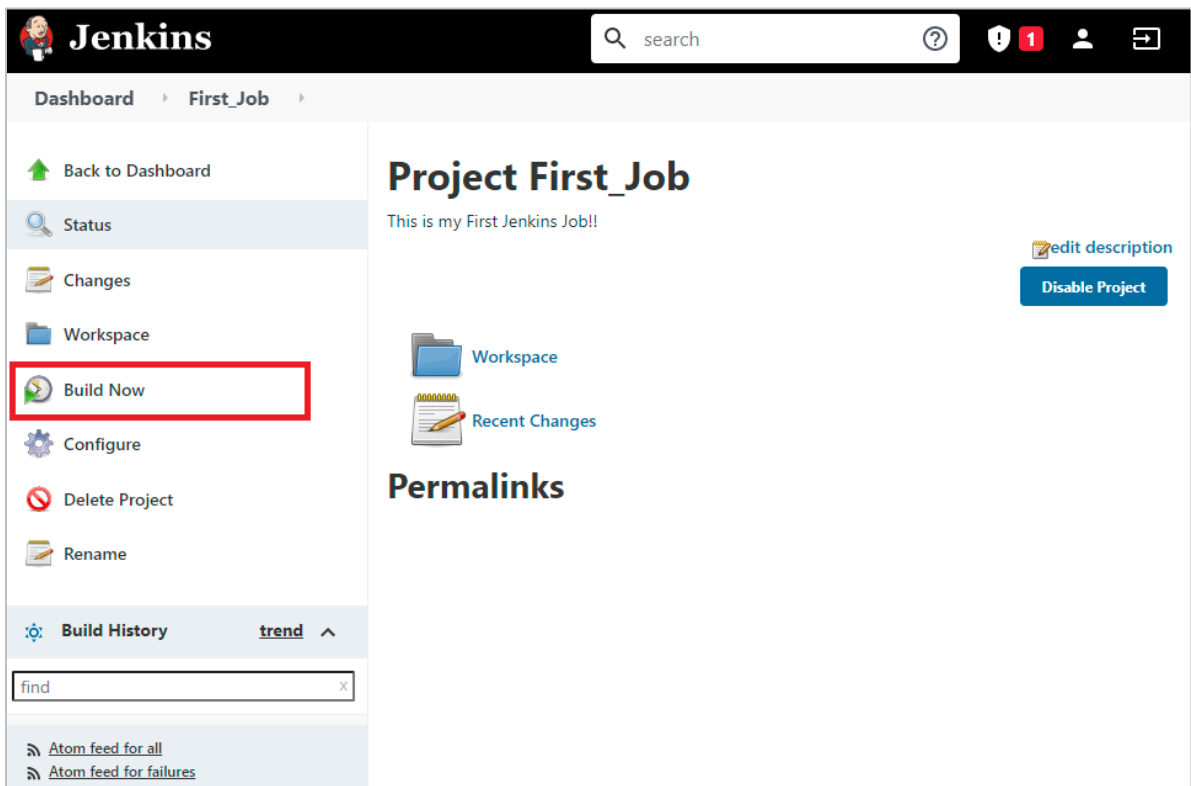 Jenkins
search
1
Dashboard First_Job
Back to Dashboard
Status
Changes
Workspace
Build Now
Configure
Delete Project
Rename
Build History trend
find x
Atom feed for all
Atom feed for failures
Project First_Job
This is my First Jenkins Job!!
edit description
Disable Project
Workspace
Recent Changes
Permalinks